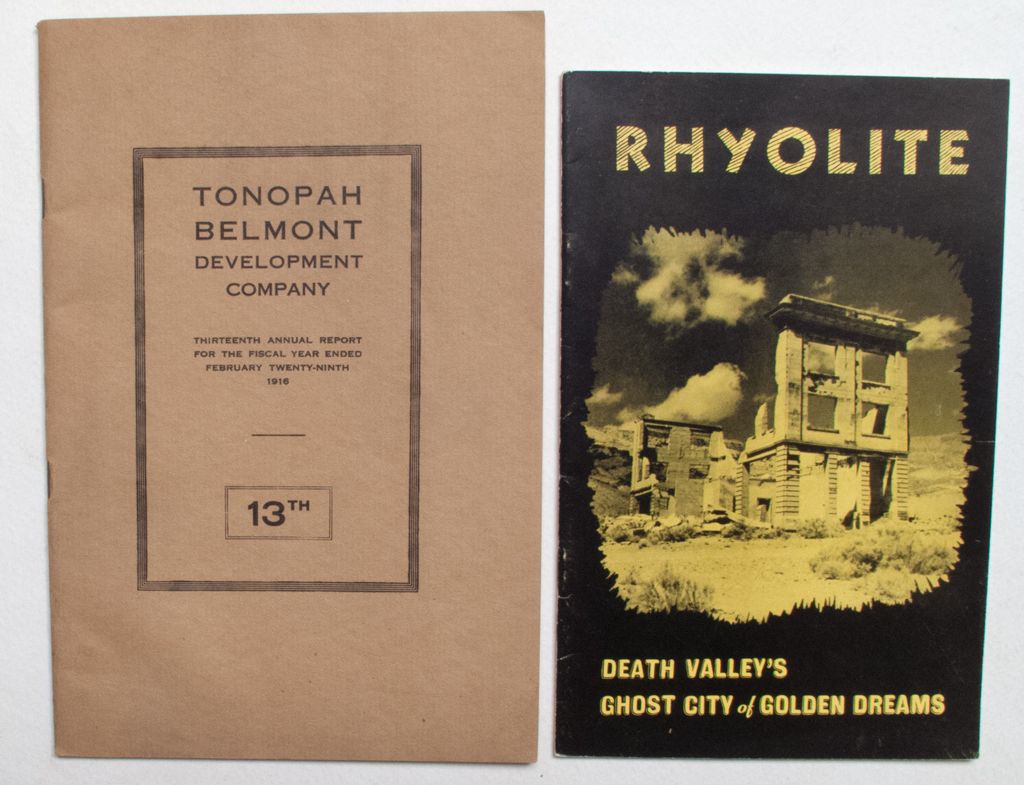 TONOPAH
BELMONT
DEVELOPMENT
COMPANY
THIRTEENTH ANNUAL REPORT
FOR THE FISCAL YEAR ENDED
FEBRUARY TWENTY-NINTH
1916
13TH
RHYOLITE
DEATH VALLEY'S
GHOST CITY of GOLDEN DREAMS